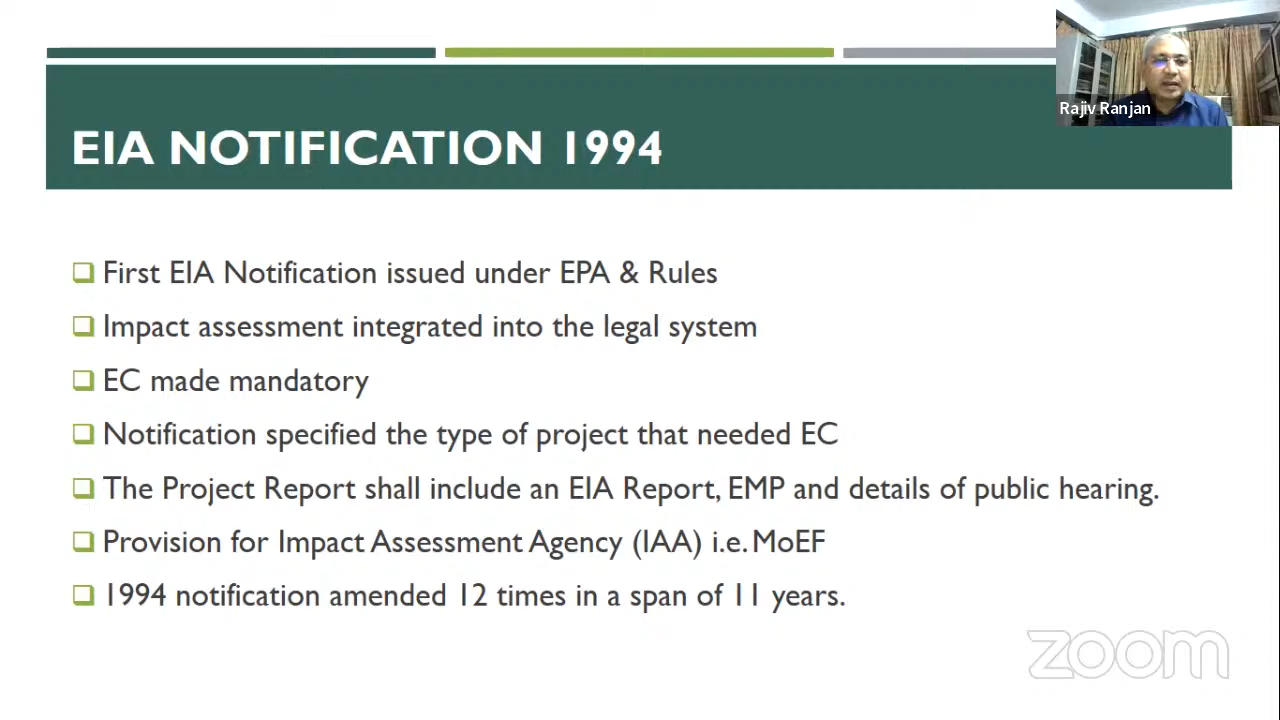 Rajiv Ranjan
EIA NOTIFICATION 1994
First EIA Notification issued under EPA & Rules
Impact assessment integrated into the legal system
EC made mandatory
Notification specified the type of project that needed EC
The Project Report shall include an EIA Report, EMP and details of public hearing.
Provision for Impact Assessment Agency (IAA) i.e. MoEF
1994 notification amended 12 times in a span of 11 years.
zoom